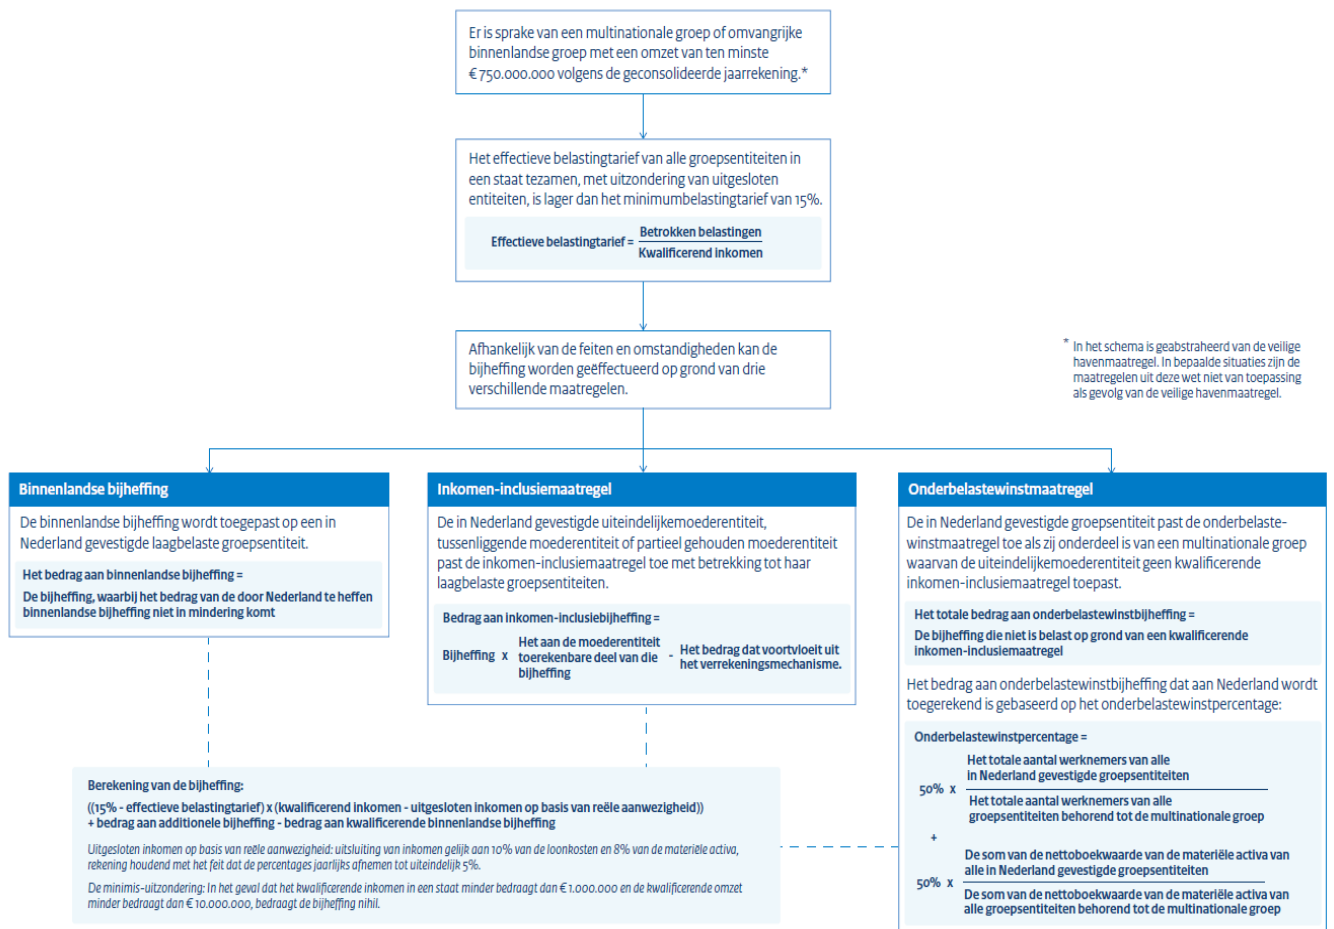 Er is sprake van een multinationale groep of omvangrijke
binnenlandse groep met een omzet van ten minste
€ 750.000.000 volgens de geconsolideerde jaarrekening.*
Het effectieve belastingtarief van alle groepsentiteiten in
een staat tezamen, met uitzondering van uitgesloten
entiteiten, is lager dan het minimumbelastingtarief van 15%.
Effectieve belastingtarief = Betrokken belastingen
Kwalificerend inkomen
Afhankelijk van de feiten en omstandigheden kan de
bijheffing worden geëffectueerd op grond van drie
verschillende maatregelen.
* In het schema is geabstraheerd van de veilige
havenmaatregel. In bepaalde situaties zijn de
maatregelen uit deze wet niet van toepassing
als gevolg van de veilige havenmaatregel.
Binnenlandse bijheffing
De binnenlandse bijheffing wordt toegepast op een in
Nederland gevestigde laagbelaste groepsentiteit.
Het bedrag aan binnenlandse bijheffing =
De bijheffing, waarbij het bedrag van de door Nederland te heffen
binnenlandse bijheffing niet in mindering komt
Inkomen-inclusiemaatregel
De in Nederland gevestigde uiteindelijkemoederentiteit,
tussenliggende moederentiteit of partieel gehouden moederentiteit
past de inkomen-inclusiemaatregel toe met betrekking tot haar
laagbelaste groepsentiteiten.
Bedrag aan inkomen-inclusiebijheffing =
Bijheffing x
Het aan de moederentiteit
toerekenbare deel van die
bijheffing
- Het bedrag dat voortvloeit uit
het verrekeningsmechanisme.
Onderbelastewinstmaatregel
De in Nederland gevestigde groepsentiteit past de onderbelaste-
winstmaatregel toe als zij onderdeel is van een multinationale groep
waarvan de uiteindelijkemoederentiteit geen kwalificerende
inkomen-inclusiemaatregel toepast.
Het totale bedrag aan onderbelastewinstbijheffing =
De bijheffing die niet is belast op grond van een kwalificerende
inkomen-inclusiemaatregel
Het bedrag aan onderbelastewinstbijheffing dat aan Nederland wordt
toegerekend is gebaseerd op het onderbelastewinstpercentage:
Onderbelastewinstpercentage =
50% x
Het totale aantal werknemers van alle
in Nederland gevestigde groepsentiteiten
Het totale aantal werknemers van alle
groepsentiteiten behorend tot de multinationale groep
+
50% x
De som van de nettoboekwaarde van de materiële activa van
alle in Nederland gevestigde groepsentiteiten
De som van de nettoboekwaarde van de materiële activa van
alle groepsentiteiten behorend tot de multinationale groep
Berekening van de bijheffing:
((15% - effectieve belastingtarief) x (kwalificerend inkomen - uitgesloten inkomen op basis van reële aanwezigheid))
+ bedrag aan additionele bijheffing - bedrag aan kwalificerende binnenlandse bijheffing
Uitgesloten inkomen op basis van reële aanwezigheid: uitsluiting van inkomen gelijk aan 10% van de loonkosten en 8% van de materiële activa,
rekening houdend met het feit dat de percentages jaarlijks afnemen tot uiteindelijk 5%.
De minimis-uitzondering: In het geval dat het kwalificerende inkomen in een staat minder bedraagt dan € 1.000.000 en de kwalificerende omzet
minder bedraagt dan € 10.000.000, bedraagt de bijheffing nihil.